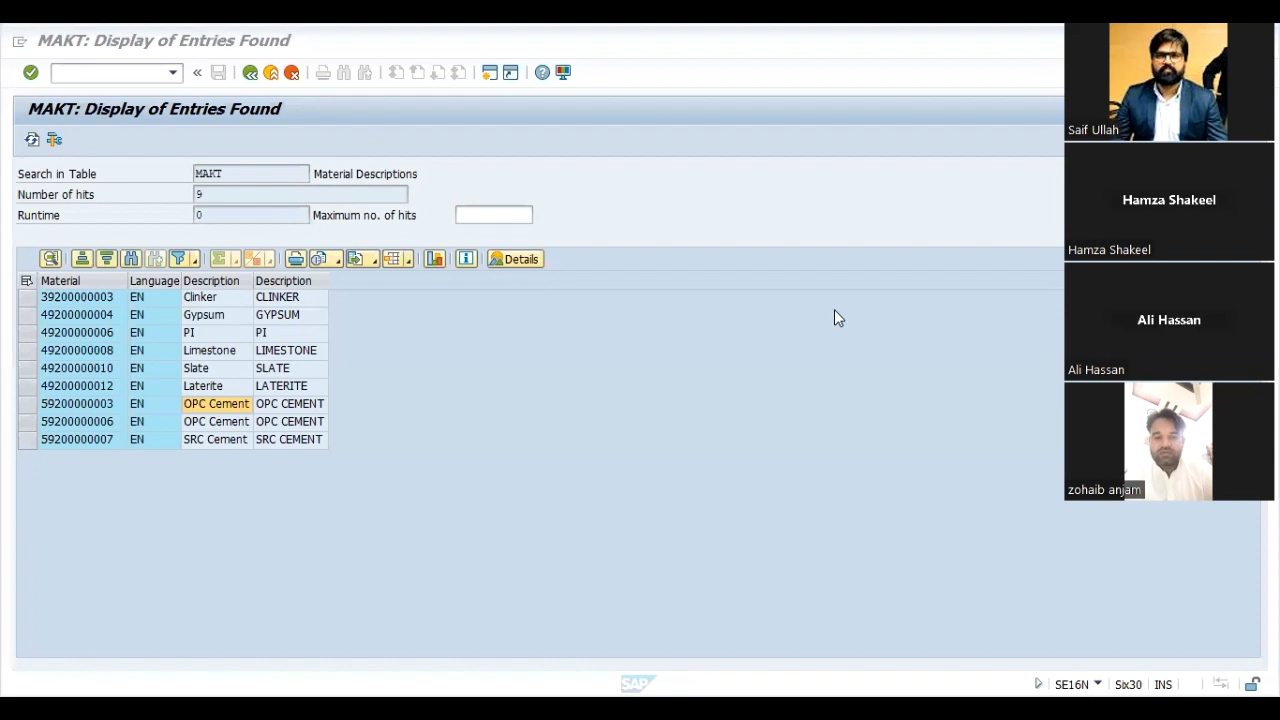 MAKT: Display of Entries Found
MAKT: Display of Entries Found
Search in Table MAKT Material Descriptions
Number of hits 9
Runtime 0 Maximum no. of hits
Details
Material Language Description Description
39200000003 EN Clinker CLINKER
49200000004 EN Gypsum GYPSUM
49200000006 EN PI PI
49200000008 EN Limestone LIMESTONE
49200000010 EN Slate SLATE
49200000012 EN Laterite LATERITE
59200000003 EN OPC Cement OPC CEMENT
59200000006 EN OPC Cement OPC CEMENT
59200000007 EN SRC Cement SRC CEMENT
Saif Ullah
Hamza Shakeel
Hamza Shakeel
Ali Hassan
Ali Hassan
zohaib anjam
SAP SE16N Six30 INS